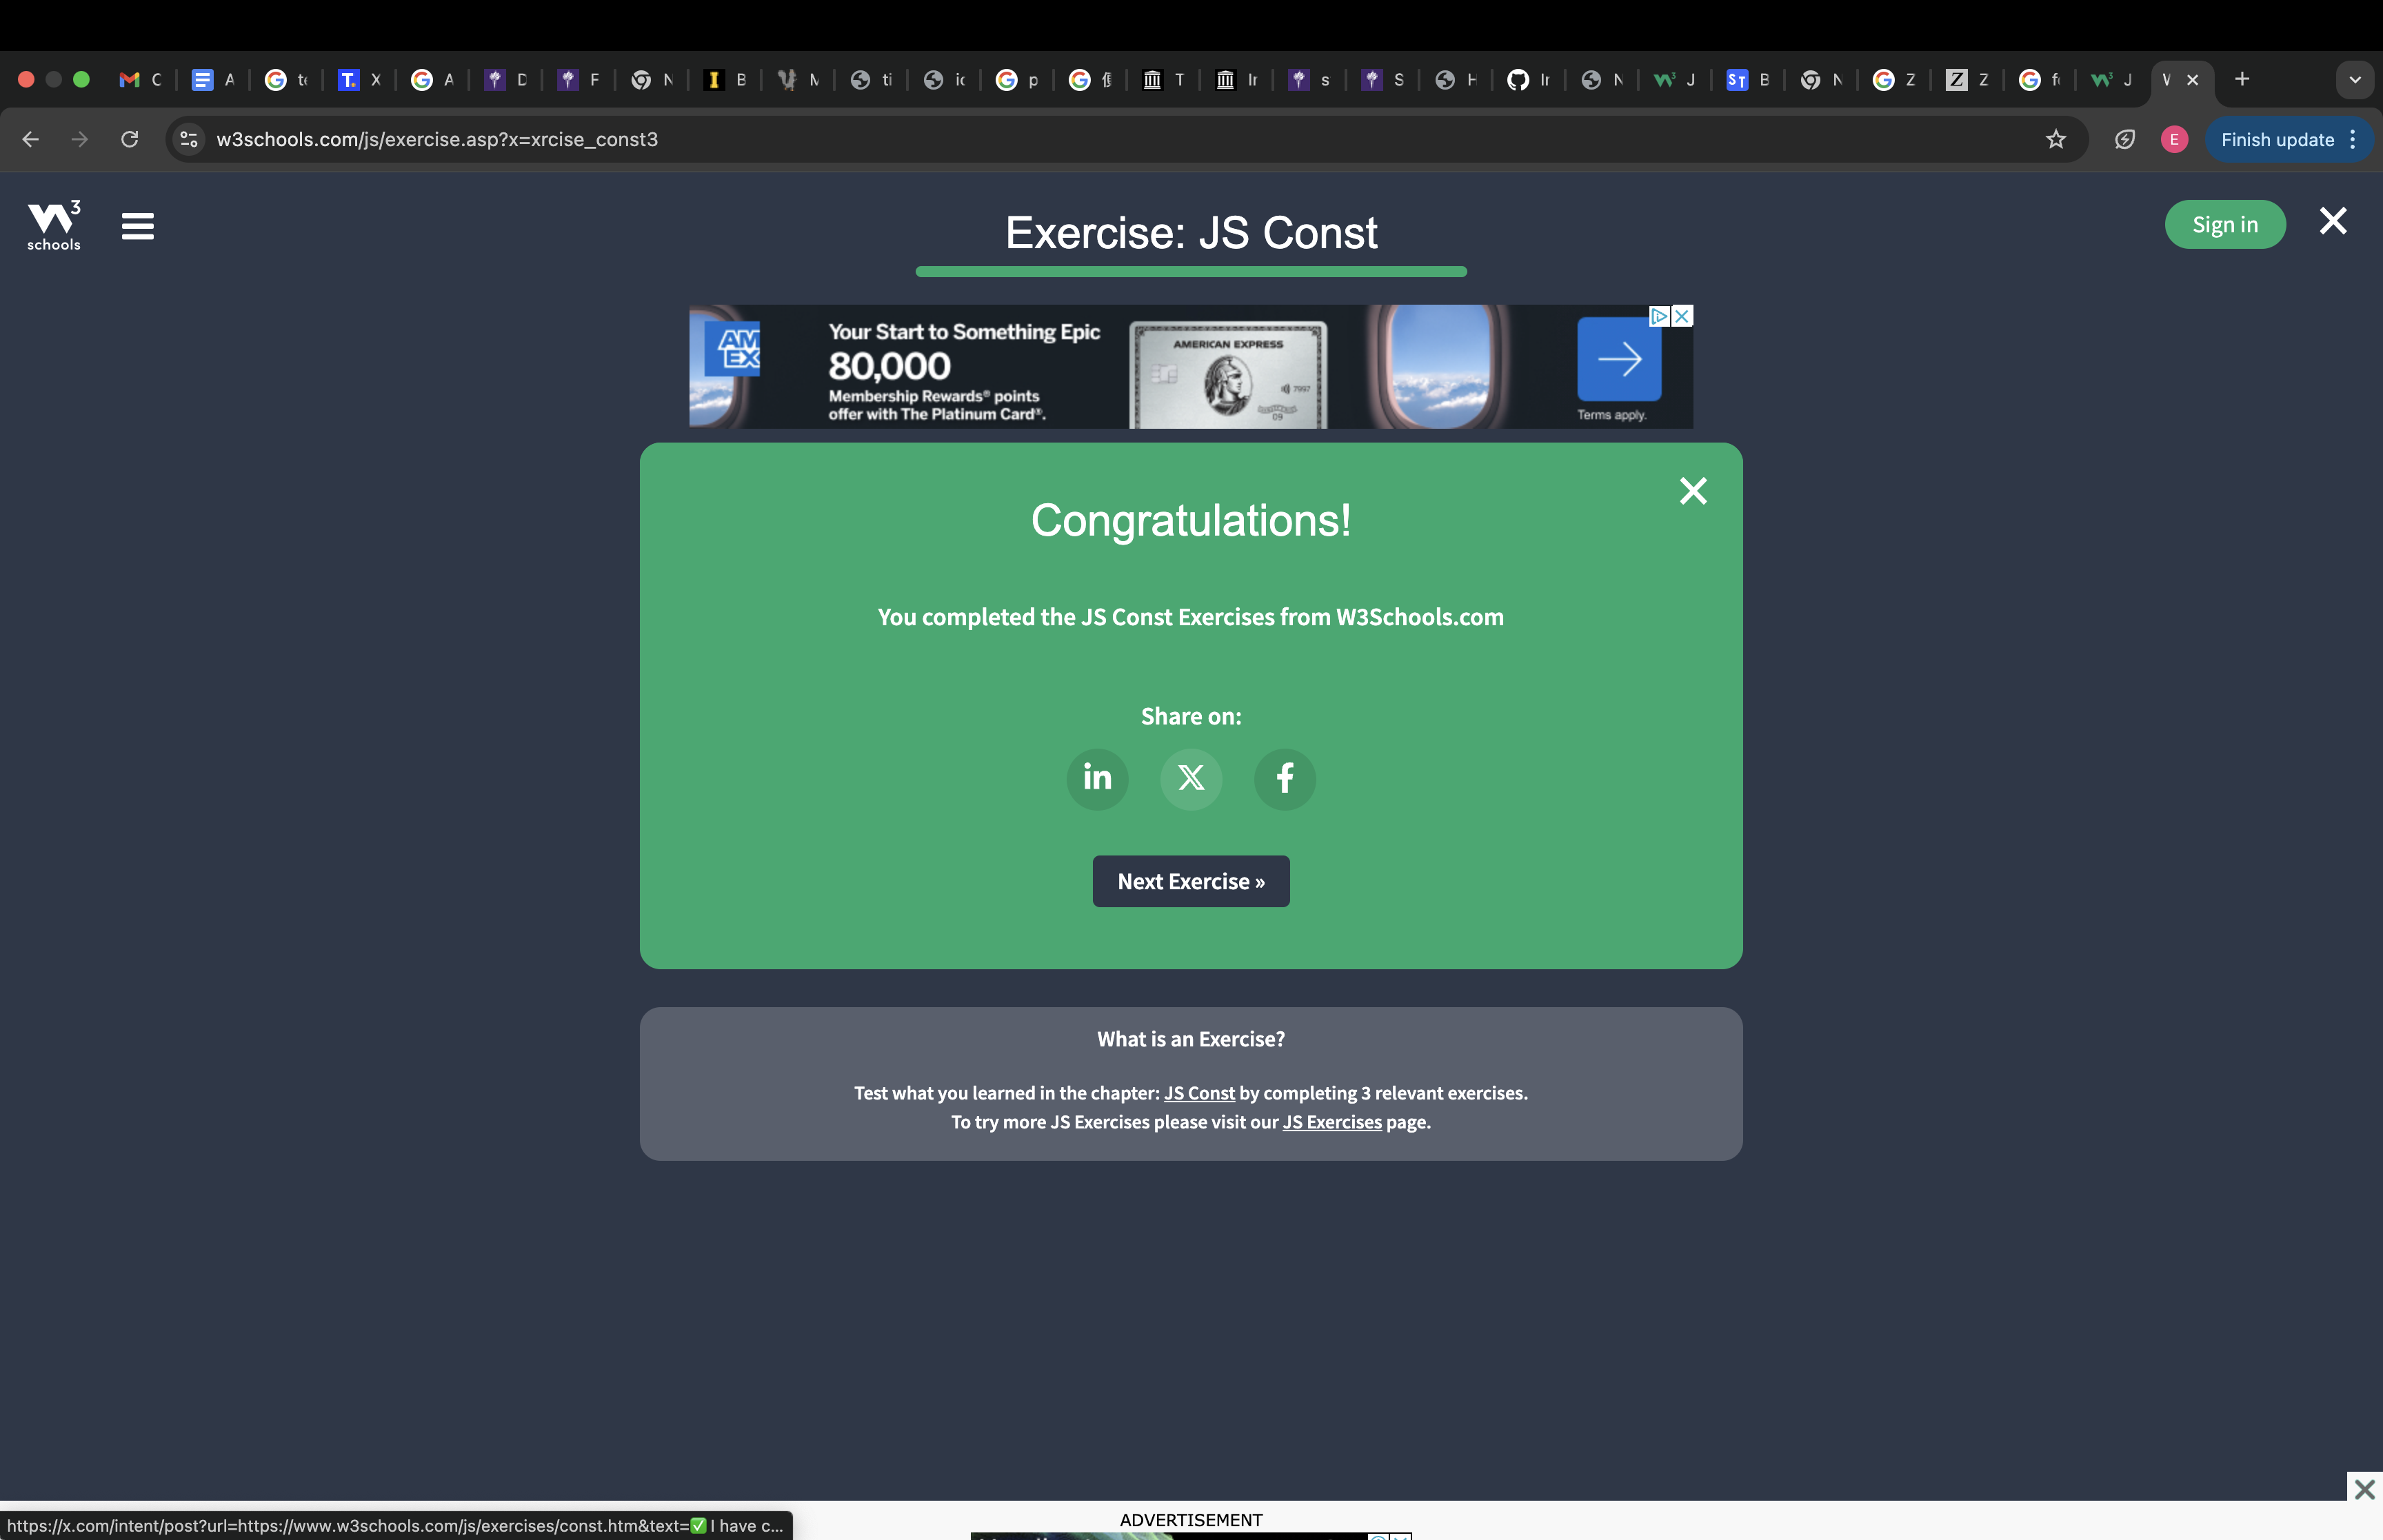 C
A
te
T.
X
G
A
D
F
N
I
B
M
ti
ic
p
T
Ir
s
S
H
Ir
N
J
ST
B
N
Z
Z
Z
f
J
w3schools.com/js/exercise.asp?x=xrcise_const3
E
Finish update
W3
schools
Exercise: JS Const
Sign in
AM
EX
Your Start to Something Epic
80,000
Membership Rewards® points
offer with The Platinum Card®.
AMERICAN EXPRESS
7997
09
Terms apply.
Congratulations!
You completed the JS Const Exercises from W3Schools.com
Share on:
in X f
Next Exercise »
What is an Exercise?
Test what you learned in the chapter: JS Const by completing 3 relevant exercises.
To try more JS Exercises please visit our JS Exercises page.
ADVERTISEMENT
https://x.com/intent/post?url=https://www.w3schools.com/js/exercises/const.htm&text=✅ I have c...